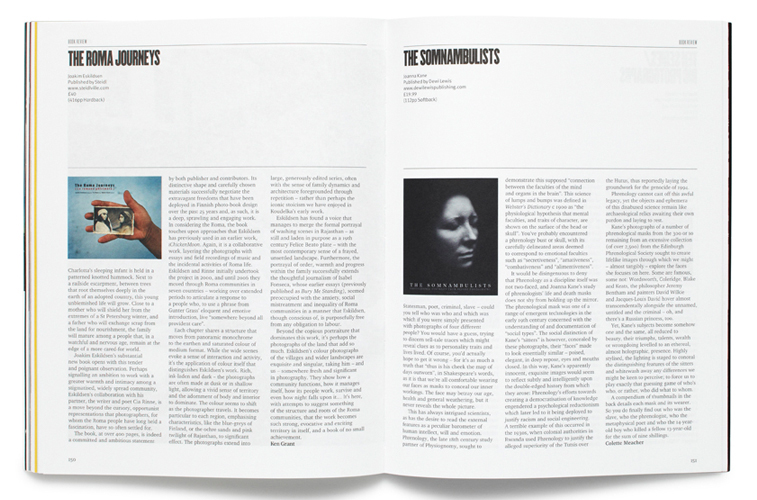 BOOK REVIEW
THE ROMA JOURNEYS
Joakim Eskildsen
Published by Steidl
www.steidlville.com
£40
(416pp Hardback)
The Roma Journeys
Charlotta's sleeping infant is held in a
patterned knotted hammock. Next to
a radiant excerpt, between trees
that root themselves deeply in the
earth of an adopted country, this young
unfurnished life will grow. Close to a
mother who will shield her from the
extremes of a St Petersburg winter, and
a father who will exchange scrap from
the land for nourishment, the family
will mature among a people that, in a
watchful and nervous age, remain at the
edge of a more cared for world.
Joakim Eskildsen's substantial
new book opens with this tender
and poignant observation. Perhaps
signalling an ambition to work with a
greater warmth and intimacy among a
stigmatised, widely spread community,
Eskildsen's collaboration with his
partner, the writer and poet Cia Rinne, is
a move beyond the cursory, opportunist
representations that photographers, for
whom the Roma people have long held a
fascination, have so often settled for.
The book, at over 400 pages, is indeed
a committed and ambitious statement
by both publisher and contributors. Its
distinctive shape and carefully chosen
materials successfully negotiate the
extravagant freedoms that have been
deployed in Finnish photo book design
over the past 25 years and, as such, it is
a deep, sprawling and engaging work.
In considering the Roma, the book
touches upon approaches that Eskildsen
has previously used in an earlier work,
iChickenMoon. Again, it is a collaborative
work. Leaving the photographs with
essays and field recordings of music and
the incidental activities of Roma life.
Eskildsen and Rinne initially undertook
the project in 2000, and until 2006 they
moved through Roma communities in
seven countries – working over extended
periods to articulate a response to
a people who, to use a phrase from
Günter Grass' eloquent and emotive
introduction, live "somewhere beyond all
provident care".
Each chapter shares a structure that
moves from panoramic monochrome
to the brashest and saturated colour of
medium format. While the wide scenes
evoke a sense of interaction and activity,
it's the application of colour itself that
distinguishes Eskildsen's work. Rich,
ink laden and dark – the photographs
are often made at dusk or in shallow
light, allowing a vivid sense of territory
and the adornment of body and interior
to dominate. The colour seems to shift
as the photographer travels. It becomes
particular to each region, emphasising
characteristics, like the blue-greys of
Finland, or the ochre sands and pink
twilight of Rajasthan, to significant
effect. The photographs extend into
large, generously edited series, often
with the sense of family dynamics and
architecture foregrounded through
repetition – rather than perhaps the
iconic stoicism we have enjoyed in
Koudelka's early work.
Eskildsen has found a voice that
manages to merge the formal portrayal
of washing scenes in Rajasthan – as
still and laden in purpose as a 19th
century Felice Beato plate – with the
most contemporary sense of a frayed,
unsettled landscape. Furthermore, the
portrayal of order, warmth and progress
within the family successfully extends
the thoughtful journalism of Isabel
Fonseca, whose earlier essays (previously
published as Bury Me Standing), seemed
preoccupied with the anxiety, social
mistreatment and inequality of Roma
communities in a manner that Eskildsen,
though conscious of, is purposefully free
from any obligation to labour.
Beyond the copious portraiture that
dominates this work, it's perhaps the
photographs of the land that add so
much. Eskildsen's colour photographs
of the villages and wider landscapes are
exquisite and singular, taking him – and
us – somewhere fresh and significant
in photography. They show how a
community functions, how it manages
itself, how its people work, survive and
even how night falls upon it... It's here,
with attempts to suggest something
of the structure and roots of the Roma
communities, that the work becomes
such strong, evocative and exciting
territory in itself, and a book of no small
achievement.
Ken Grant
150
BOOK REVIEW
THE SOMNAMBULISTS
Joanna Kane
Published by Dewi Lewis
www.dewilewispublishing.com
£19.99
(112pp Softback)
THE SOMNAMBULISTS
Statesman, poet, criminal, slave – could
you tell who was who and which was
which if you were simply presented
with photographs of four different
people? You would have a guess, trying
to discern tell-tale traces which might
reveal clues as to personality traits and
lives lived. Of course, you'd actually
hope to get it wrong – for it's as much a
truth that "thus is his cheek the map of
days outworn", in Shakespeare's words,
as it is that we're all comfortable wearing
our faces as masks to conceal our inner
workings. The face may betray our age,
health and general weathering, but it
never reveals the whole picture.
This has always intrigued scientists,
as has the desire to read the external
features as a peculiar barometer of
human intellect, will and emotion.
Phrenology, the late 18th century study
partner of Physiognomy, sought to
demonstrate this supposed "connection
between the faculties of the mind
and organs in the brain". This science
of lumps and bumps was defined as
Webster's Dictionary c 1900 as "the
physiological hypothesis that mental
faculties, and traits of character, are
shown on the surface of the head or
skull". You've probably encountered
a phrenology bust or skull, with its
carefully delineated areas deemed
to correspond to emotional faculties
such as "secretiveness", "amativeness",
"combativeness" and "alimentiveness".
It would be disingenuous to deny
that Phrenology as a discipline itself was
not two-faced, and Joanna Kane's study
of phrenologists' life and death masks
does not shy from holding up the mirror.
The phrenological mask was one of a
range of emergent technologies in the
early 19th century concerned with the
understanding of and documentation of
"social types". The initial seduction of
Kane's "sitters" is however, revealed by
these photographs, their "faces" made
to look essentially similar – poised,
elegant, in deep repose, eyes and mouths
closed. In this way, Kane's apparently
innocent, exquisite images would seem
to reflect subtly and intelligently upon
the double-edged history from which
they arose: Phrenology's efforts towards
creating a democratisation of knowledge
engendered a psychological reductionism
which later led to it being deployed to
justify racism and social engineering.
A terrible example of this occurred in
the 1930s, when colonial authorities in
Rwanda used Phrenology to justify the
alleged superiority of the Tutsis over
the Hutus, thus reportedly laying the
groundwork for the genocide of 1994.
Phrenology cannot cast off this awful
legacy, yet the objects and ephemera
of this disabused science remain like
archaeological relics awaiting their own
pardon and laying to rest.
Kane's photographs of a number of
phrenological masks from the 300 or so
remaining from an extensive collection
(of over 2,500) from the Edinburgh
Phrenological Society ought to create
lifelike images through which we might
– almost tangibly – explore the faces
she focuses on here. Some are famous,
some not: Wordsworth, Coleridge, Blake
and Keats, the philosopher Jeremy
Bentham and painters David Wilkie
and Jacques-Louis David hover almost
transcendentally alongside the unnamed,
untitled and the criminal – oh, and
there's a Russian princess, too.
Yet, Kane's subjects become somehow
one and the same, all reduced to
beauty, their triumphs, talents, wealth
or wrongdoing levelled to an ethereal,
almost holographic, presence. Highly
stylised, the lighting is staged to conceal
the distinguishing textures of the sitters
and whitewash away any differences we
might be keen to perceive; to force us to
play exactly that guessing game of who's
who, or rather, who did what to whom.
A compendium of thumbnails in the
back details each mask and its wearer.
So you do finally find out who was the
slave, who the phrenologist, who the
metaphysical poet and who the 14-year-
old boy who killed a fellow 13-year-old
for the sum of nine shillings.
Colette Meacher
151